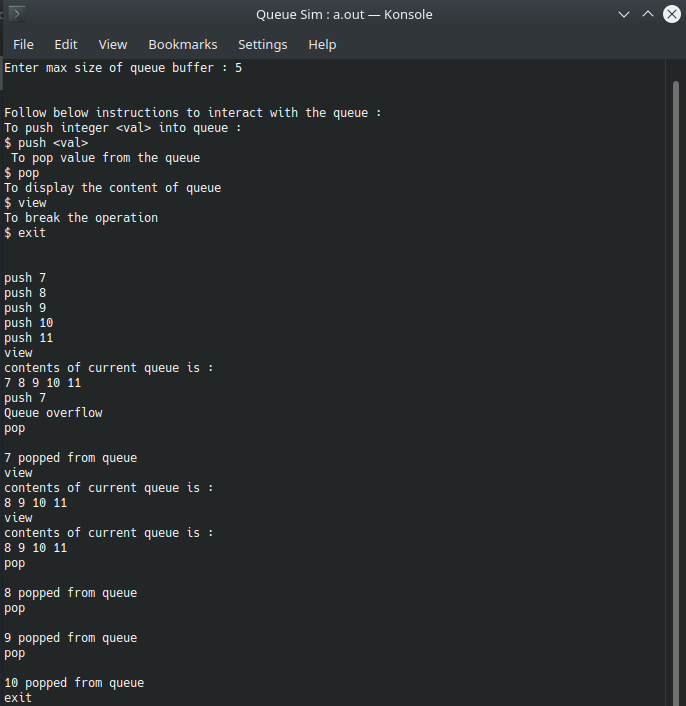 Queue Sim : a.out — Konsole
File Edit View Bookmarks Settings Help
Enter max size of queue buffer : 5
Follow below instructions to interact with the queue :
To push integer <val> into queue :
$ push <val>
 To pop value from the queue
$ pop
To display the content of queue
$ view
To break the operation
$ exit
push 7
push 8
push 9
push 10
push 11
view
contents of current queue is :
7 8 9 10 11
push 7
Queue overflow
pop
7 popped from queue
view
contents of current queue is :
8 9 10 11
view
contents of current queue is :
8 9 10 11
pop
8 popped from queue
pop
9 popped from queue
pop
10 popped from queue
exit